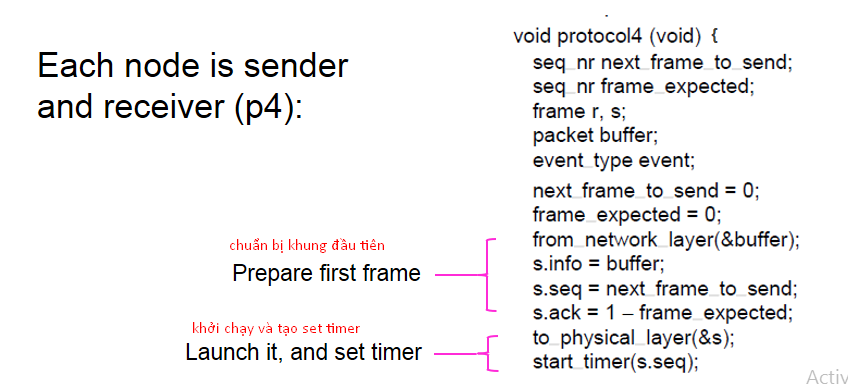 Each node is sender
and receiver (p4):
chuẩn bị khung đầu tiên
Prepare first frame
khởi chạy và tạo set timer
Launch it, and set timer
void protocol4 (void) {
seq_nr next_frame_to_send;
seq_nr frame_expected;
frame r, s;
packet buffer;
event_type event;
next_frame_to_send = 0;
frame_expected = 0;
from_network_layer(&buffer);
s.info = buffer;
s.seq = next_frame_to_send;
s.ack = 1 – frame_expected;
to_physical_layer(&s);
start_timer(s.seq);
Activ